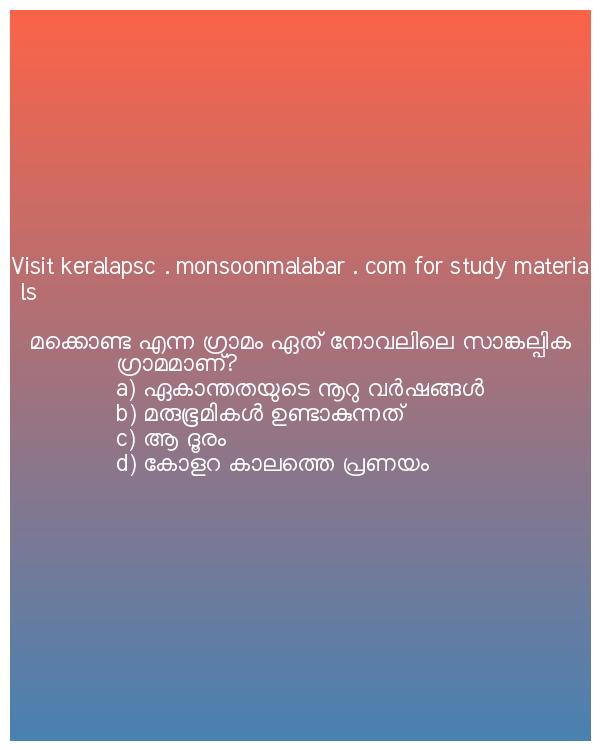 Visit keralapsc . monsoonmalabar . com for study materia
ls
മക്കൊണ്ട എന്ന ഗ്രാമം ഏത് നോവലിലെ സാങ്കല്പിക
ഗ്രാമമാണ്?
a) ഏകാന്തതയുടെ നൂറു വർഷങ്ങൾ
b) മരുഭൂമികൾ ഉണ്ടാകുന്നത്
c) ആ ദൂരം
d) കോളറ കാലത്തെ പ്രണയം